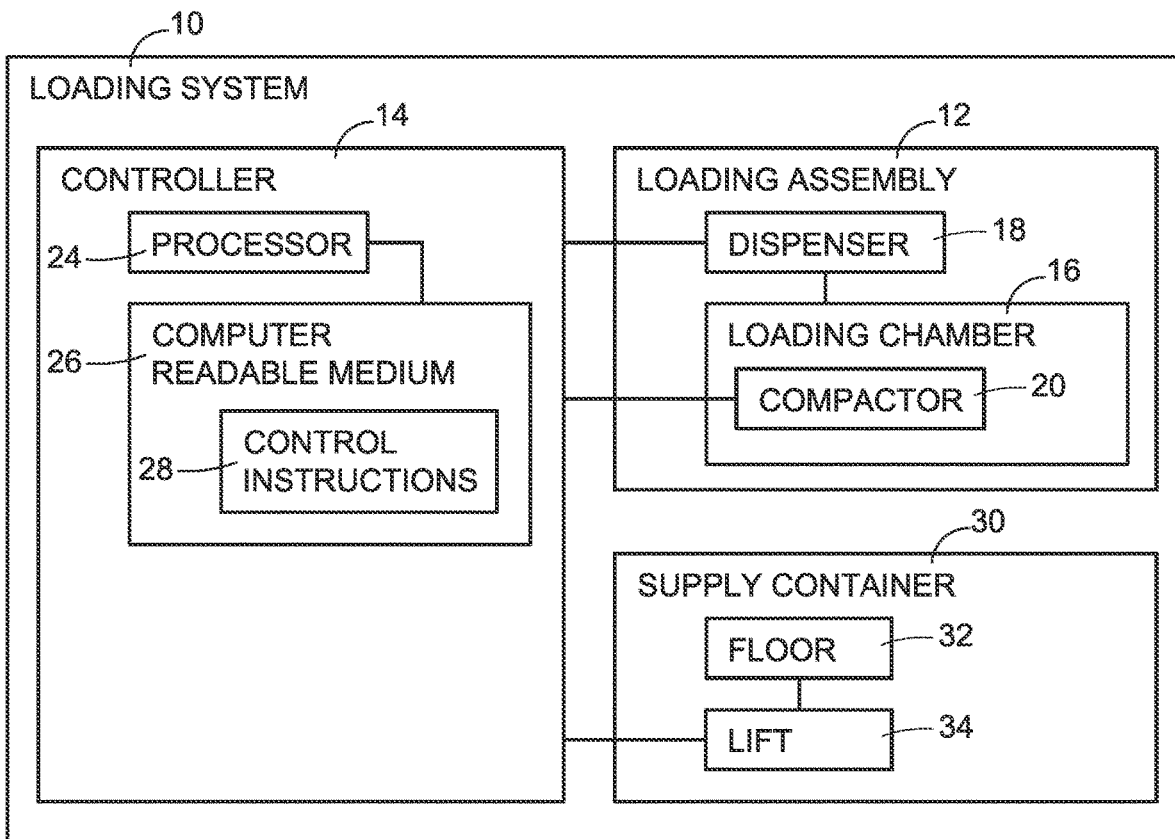 10
LOADING SYSTEM
14
CONTROLLER
24
PROCESSOR
26
COMPUTER
READABLE MEDIUM
28
CONTROL
INSTRUCTIONS
12
LOADING ASSEMBLY
DISPENSER
18
16
LOADING CHAMBER
COMPACTOR
20
30
SUPPLY CONTAINER
FLOOR
32
LIFT
34